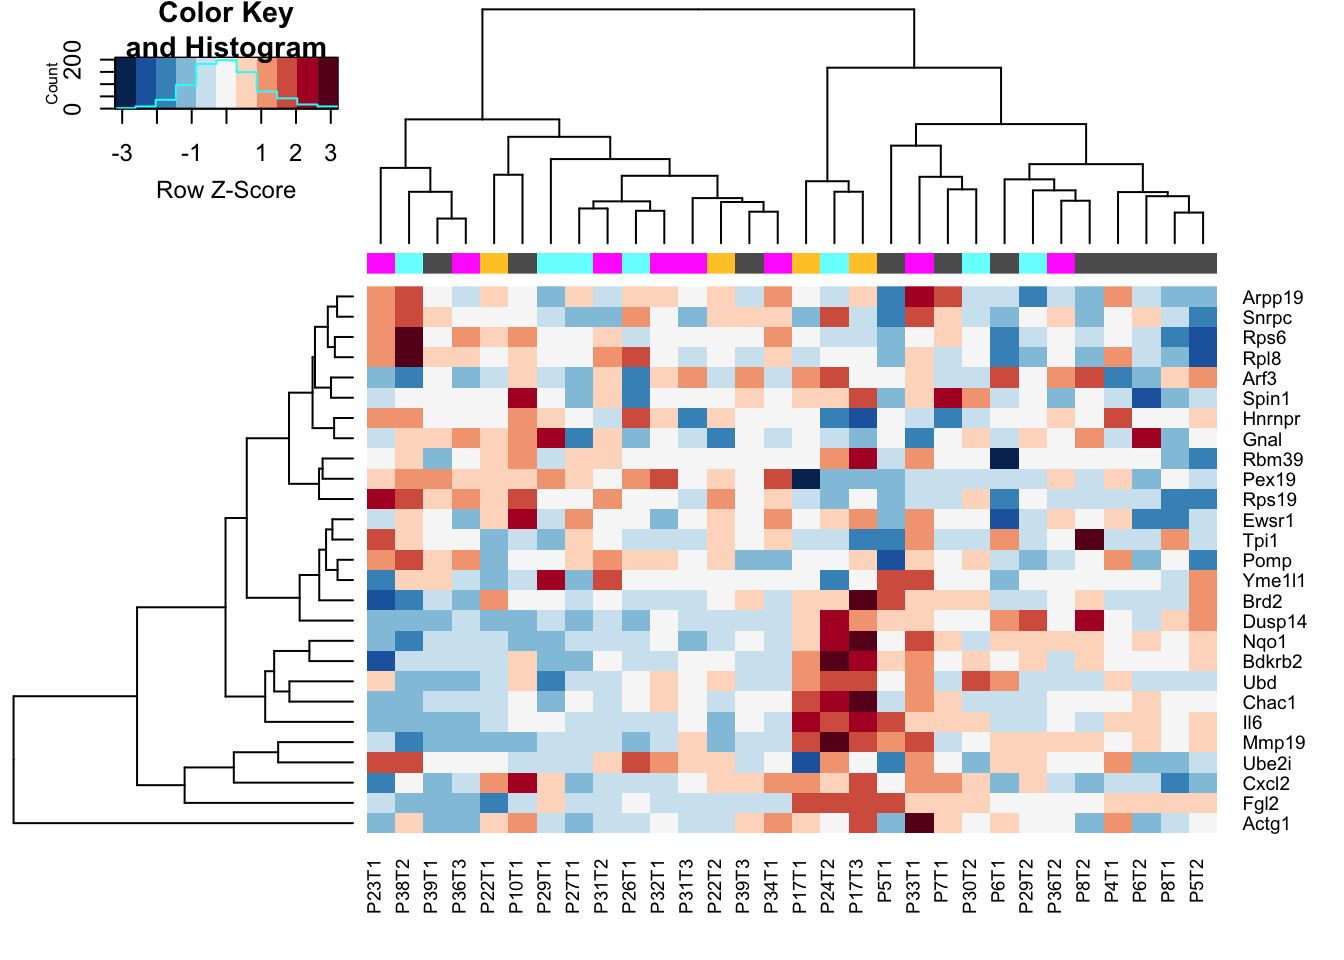 Color Key
and Histogram
Count
0
200
-3
-1
1
2
3
Row Z-Score
Arpp19
Snrpc
Rps6
Rpl8
Arf3
Spin1
Hnrnpr
Gnal
Rbm39
Pex19
Rps19
Ewsr1
Tpi1
Pomp
Yme1l1
Brd2
Dusp14
Nqo1
Bdkrb2
Ubd
Chac1
Il6
Mmp19
Ube2i
Cxcl2
Fgl2
Actg1
P23T1
P38T2
P39T1
P36T3
P22T1
P10T1
P29T1
P27T1
P31T2
P26T1
P32T1
P31T3
P22T2
P39T3
P34T1
P17T1
P24T2
P17T3
P5T1
P33T1
P7T1
P30T2
P6T1
P29T2
P36T2
P8T2
P4T1
P6T2
P8T1
P5T2